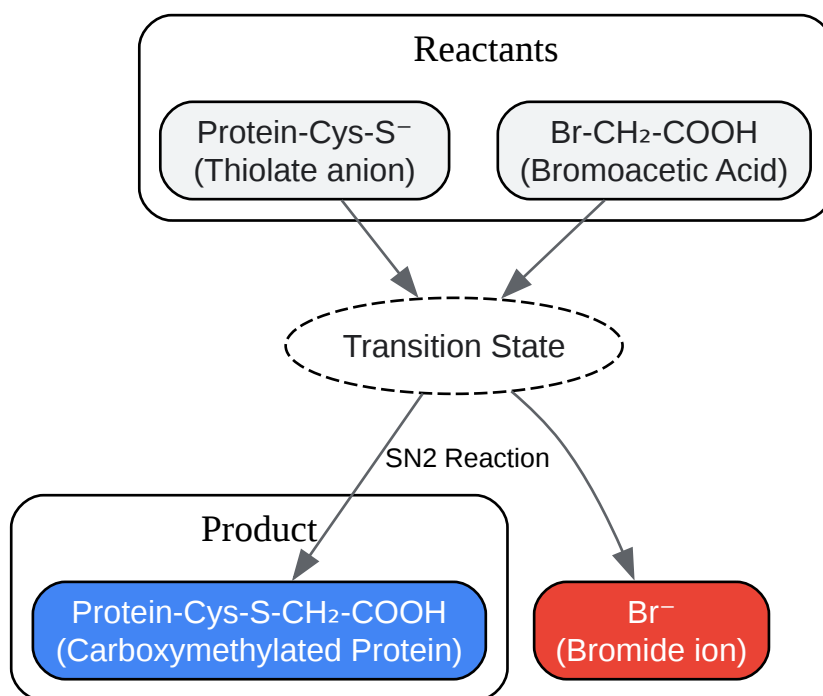 Reactants
Protein-Cys-S⁻
(Thiolate anion)
Br-CH₂-COOH
(Bromoacetic Acid)
Transition State
SN2 Reaction
Product
Protein-Cys-S-CH₂-COOH
(Carboxymethylated Protein)
Br⁻
(Bromide ion)